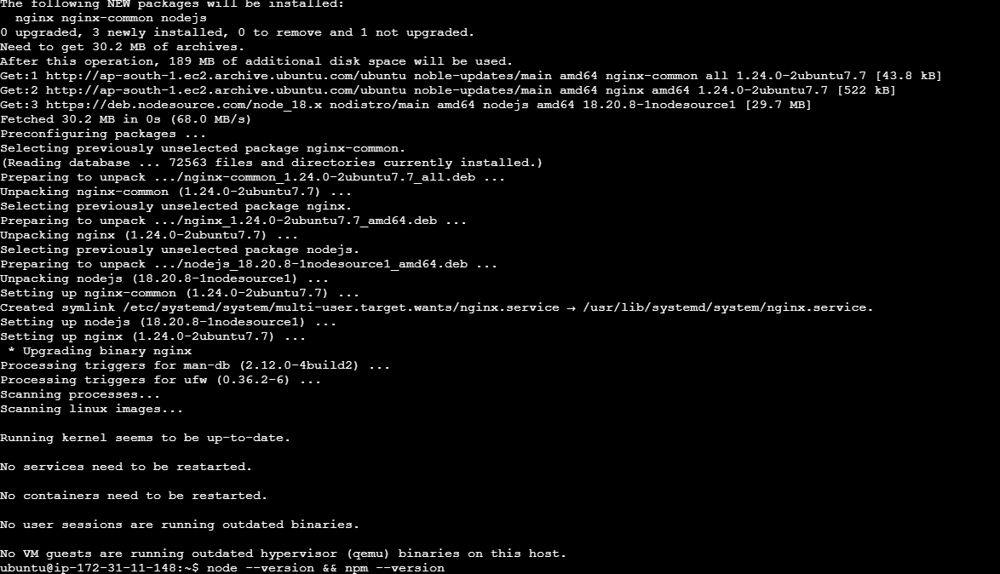 The following NEW packages will be installed:
  nginx nginx-common nodejs
0 upgraded, 3 newly installed, 0 to remove and 1 not upgraded.
Need to get 30.2 MB of archives.
After this operation, 189 MB of additional disk space will be used.
Get:1 http://ap-south-1.ec2.archive.ubuntu.com/ubuntu noble-updates/main amd64 nginx-common all 1.24.0-2ubuntu7.7 [43.8 kB]
Get:2 http://ap-south-1.ec2.archive.ubuntu.com/ubuntu noble-updates/main amd64 nginx amd64 1.24.0-2ubuntu7.7 [522 kB]
Get:3 https://deb.nodesource.com/node_18.x nodistro/main amd64 nodejs amd64 18.20.8-1nodesource1 [29.7 MB]
Fetched 30.2 MB in 0s (68.0 MB/s)
Preconfiguring packages ...
Selecting previously unselected package nginx-common.
(Reading database ... 72563 files and directories currently installed.)
Preparing to unpack .../nginx-common_1.24.0-2ubuntu7.7_all.deb ...
Unpacking nginx-common (1.24.0-2ubuntu7.7) ...
Selecting previously unselected package nginx.
Preparing to unpack .../nginx_1.24.0-2ubuntu7.7_amd64.deb ...
Unpacking nginx (1.24.0-2ubuntu7.7) ...
Selecting previously unselected package nodejs.
Preparing to unpack .../nodejs_18.20.8-1nodesource1_amd64.deb ...
Unpacking nodejs (18.20.8-1nodesource1) ...
Setting up nginx-common (1.24.0-2ubuntu7.7) ...
Created symlink /etc/systemd/system/multi-user.target.wants/nginx.service → /usr/lib/systemd/system/nginx.service.
Setting up nodejs (18.20.8-1nodesource1) ...
Setting up nginx (1.24.0-2ubuntu7.7) ...
 * Upgrading binary nginx
Processing triggers for man-db (2.12.0-4build2) ...
Processing triggers for ufw (0.36.2-6) ...
Scanning processes...
Scanning linux images...
Running kernel seems to be up-to-date.
No services need to be restarted.
No containers need to be restarted.
No user sessions are running outdated binaries.
No VM guests are running outdated hypervisor (qemu) binaries on this host.
ubuntu@ip-172-31-11-148:~$ node --version && npm --version